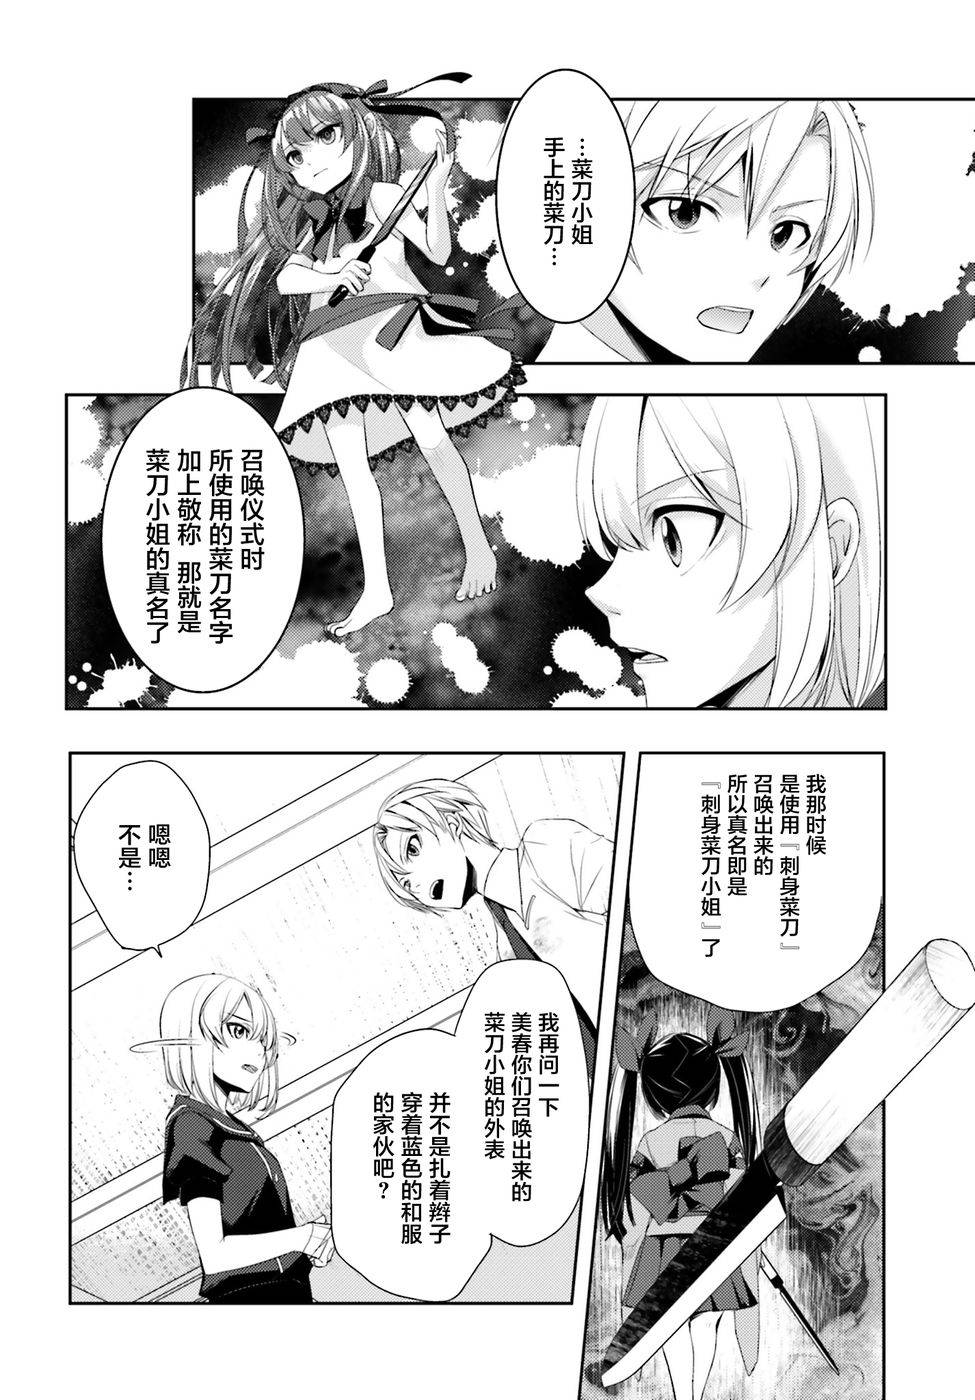 …菜刀小姐
手上的菜刀…
召唤仪式时
所使用的菜刀名字
加上敬称 那就是
菜刀小姐的真名了
我那时候
是使用『刺身菜刀』
召唤出来的
所以真名即是
『刺身菜刀小姐』了
我再问一下
美春你们召唤出来的
菜刀小姐的外表
并不是扎着辫子
穿着蓝色的和服
的家伙吧？
嗯嗯
不是…